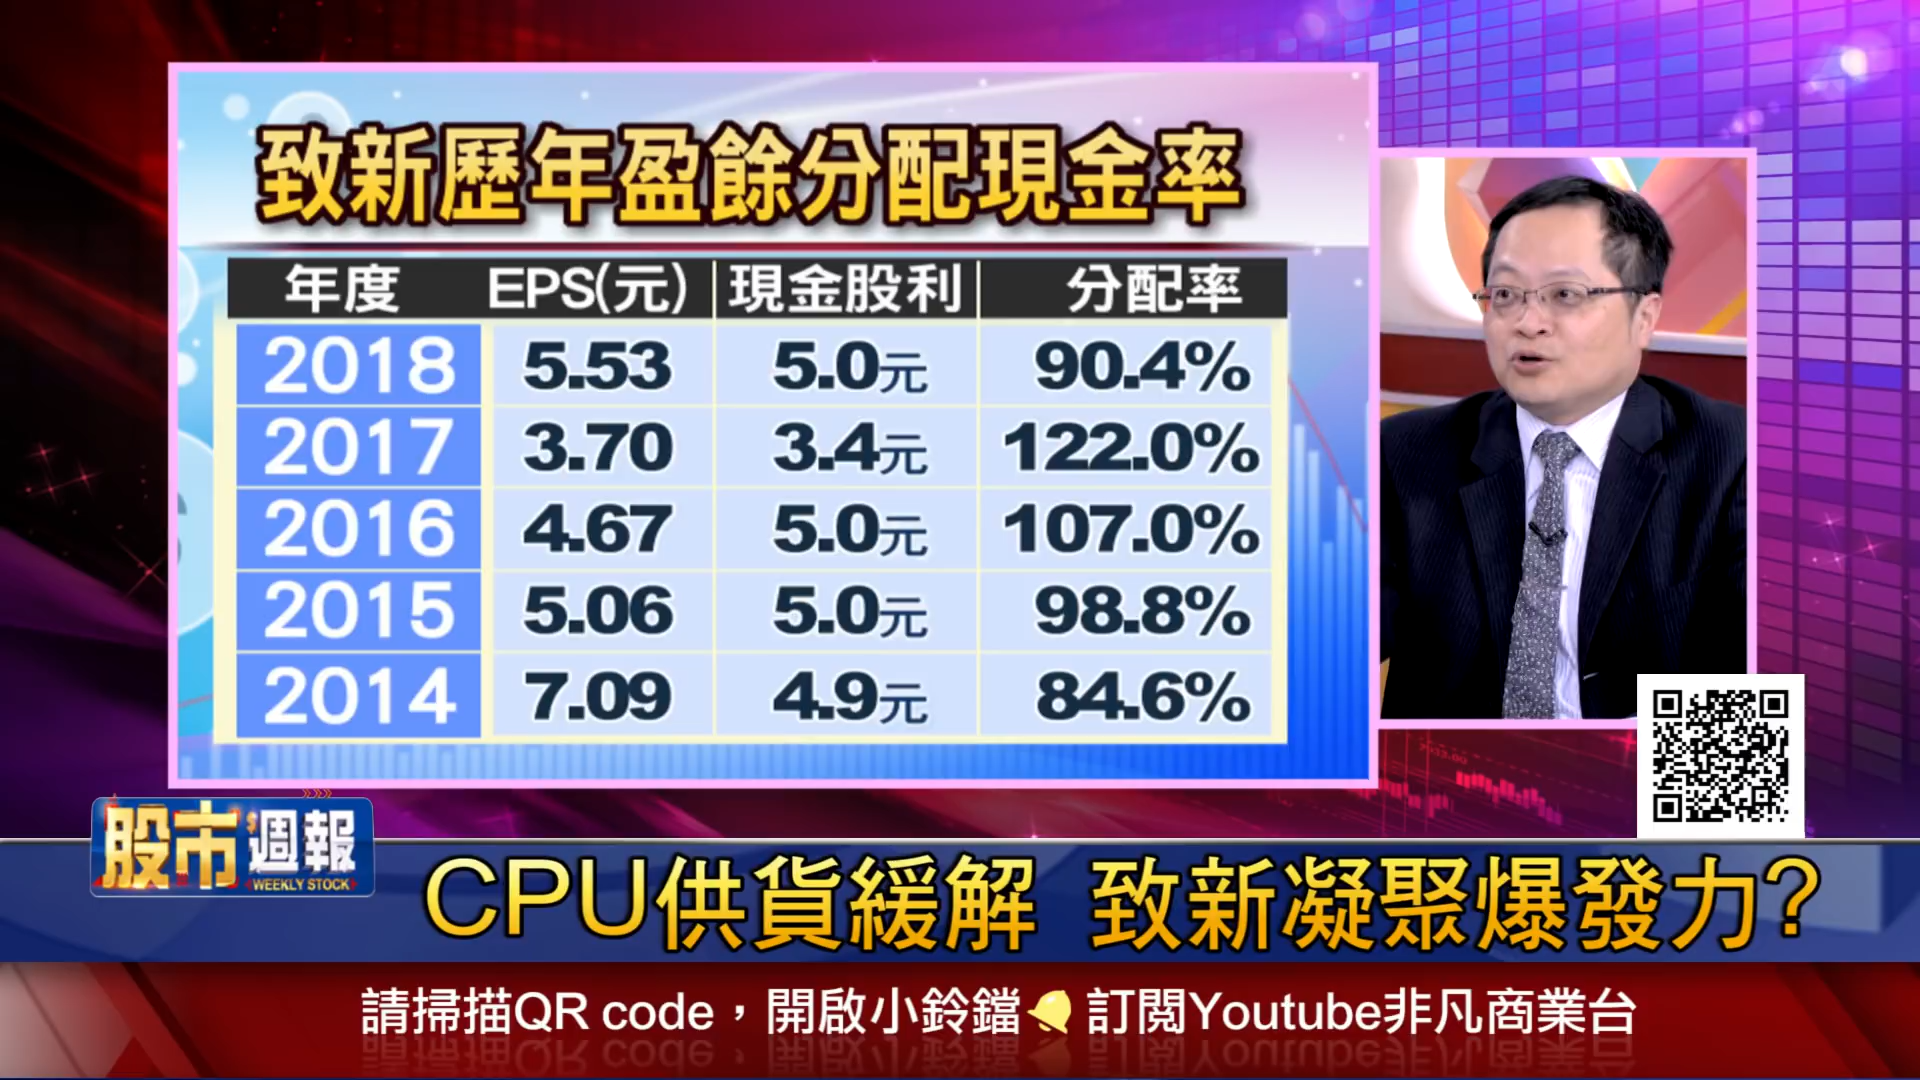 致新歷年盈餘分配現金率
年度 EPS(元) 現金股利 分配率
2018 5.53 5.0元 90.4%
2017 3.70 3.4元 122.0%
2016 4.67 5.0元 107.0%
2015 5.06 5.0元 98.8%
2014 7.09 4.9元 84.6%
股市週報
WEEKLY STOCK
CPU供貨緩解 致新凝聚爆發力?
請掃描QR code，開啟小鈴鐺🔔訂閱Youtube非凡商業台